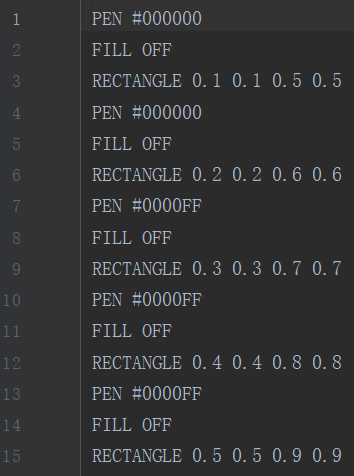 1 PEN #000000
2 FILL OFF
3 RECTANGLE 0.1 0.1 0.5 0.5
4 PEN #000000
5 FILL OFF
6 RECTANGLE 0.2 0.2 0.6 0.6
7 PEN #0000FF
8 FILL OFF
9 RECTANGLE 0.3 0.3 0.7 0.7
10 PEN #0000FF
11 FILL OFF
12 RECTANGLE 0.4 0.4 0.8 0.8
13 PEN #0000FF
14 FILL OFF
15 RECTANGLE 0.5 0.5 0.9 0.9